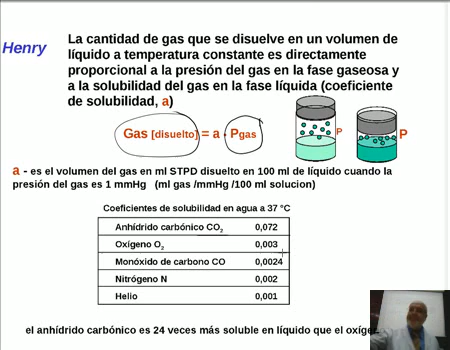 Henry
La cantidad de gas que se disuelve en un volumen de
líquido a temperatura constante es directamente
proporcional a la presión del gas en la fase gaseosa y
a la solubilidad del gas en la fase líquida (coeficiente
de solubilidad, a)
Gas [disuelto] = a · Pgas
P
P
a - es el volumen del gas en ml STPD disuelto en 100 ml de líquido cuando la
presión del gas es 1 mmHg (ml gas /mmHg /100 ml solucion)
Coeficientes de solubilidad en agua a 37 °C
Anhídrido carbónico CO₂ 0,072
Oxígeno O₂ 0,003
Monóxido de carbono CO 0,0024
Nitrógeno N 0,002
Helio 0,001
el anhídrido carbónico es 24 veces más soluble en líquido que el